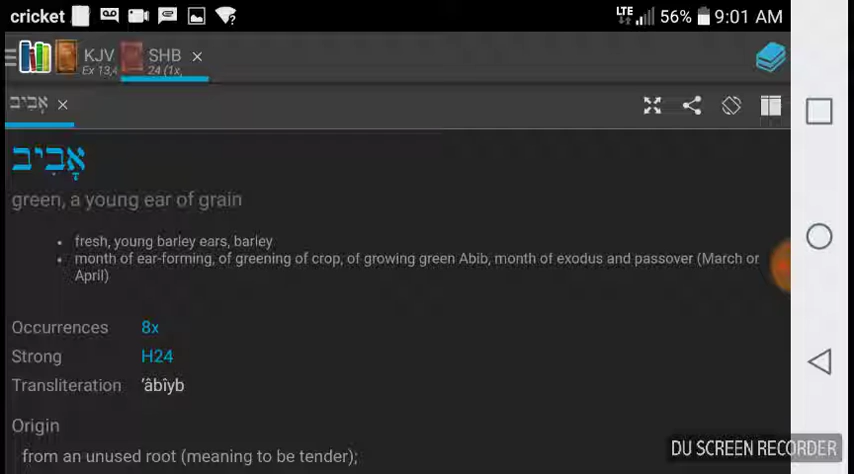 cricket LTE 56% 9:01 AM
KJV SHB
Ex 13,4 24 (1x,
אָבִיב
אָבִיב
green, a young ear of grain
• fresh, young barley ears, barley
• month of ear-forming, of greening of crop, of growing green Abib, month of exodus and passover (March or
April)
Occurrences 8x
Strong H24
Transliteration ʼâbîyb
Origin
from an unused root (meaning to be tender);
DU SCREEN RECORDER